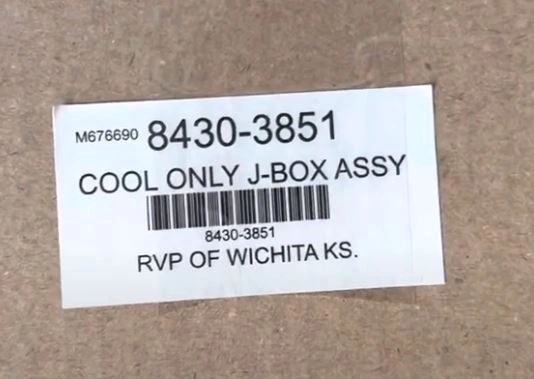 M676690 8430-3851
COOL ONLY J-BOX ASSY
8430-3851
RVP OF WICHITA KS.